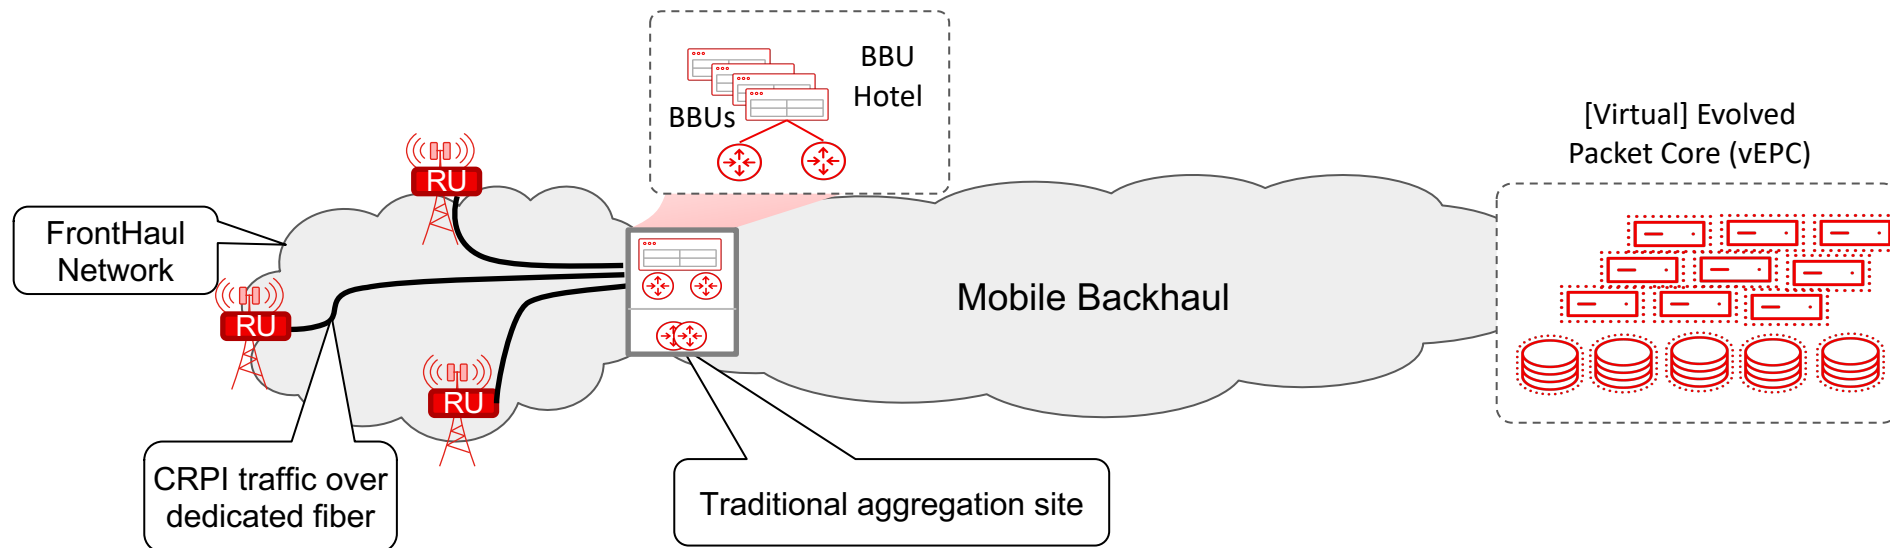 BBU
Hotel
BBUs
[Virtual] Evolved
Packet Core (vEPC)
RU
FrontHaul
Network
RU
Mobile Backhaul
RU
CRPI traffic over
dedicated fiber
Traditional aggregation site